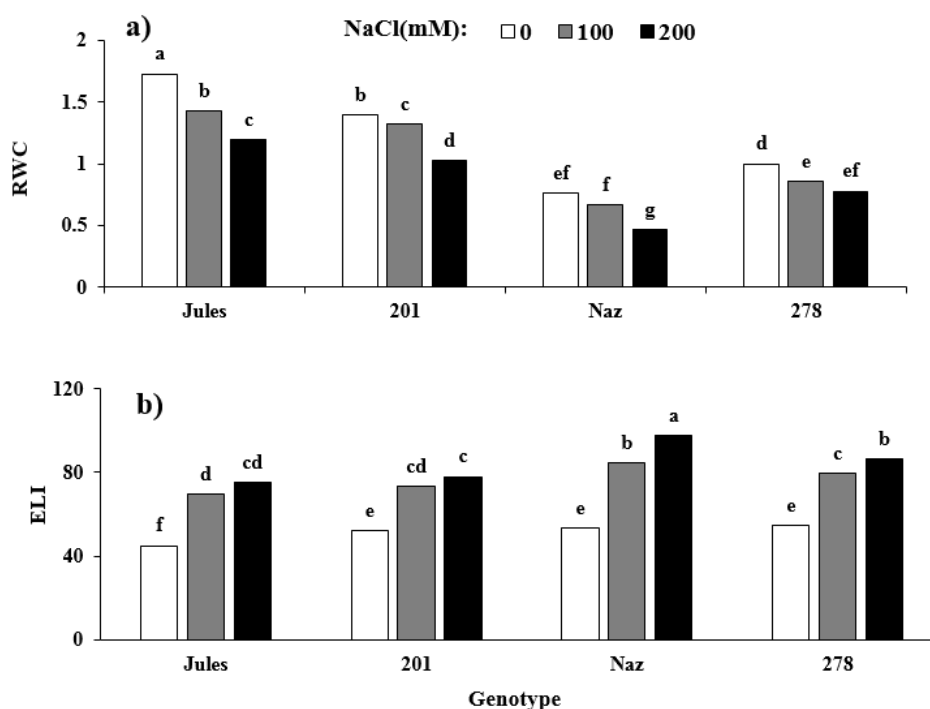 a) NaCl(mM): 0 100 200
2
1.5
1
0.5
0
RWC
a b c b c d ef f g d e ef
Jules 201 Naz 278
b)
120
80
40
0
ELI
f d cd e cd c e b a e c b
Jules 201 Naz 278
Genotype